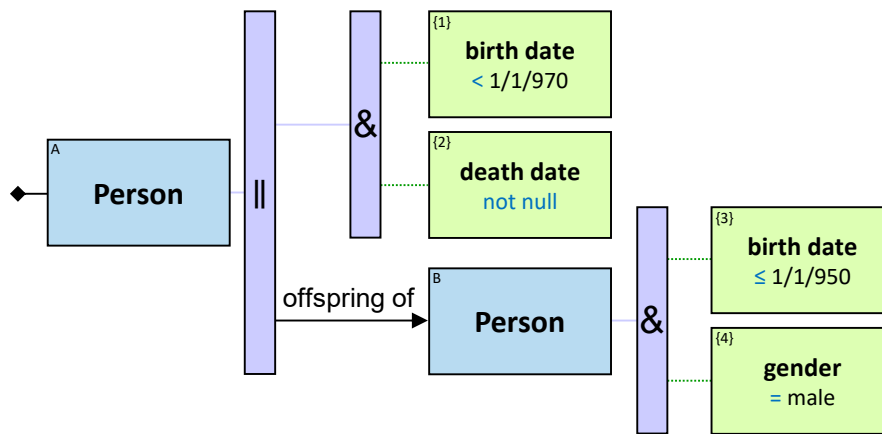 A
Person
||
&
{1}
birth date
< 1/1/970
{2}
death date
not null
offspring of
B
Person
&
{3}
birth date
≤ 1/1/950
{4}
gender
= male